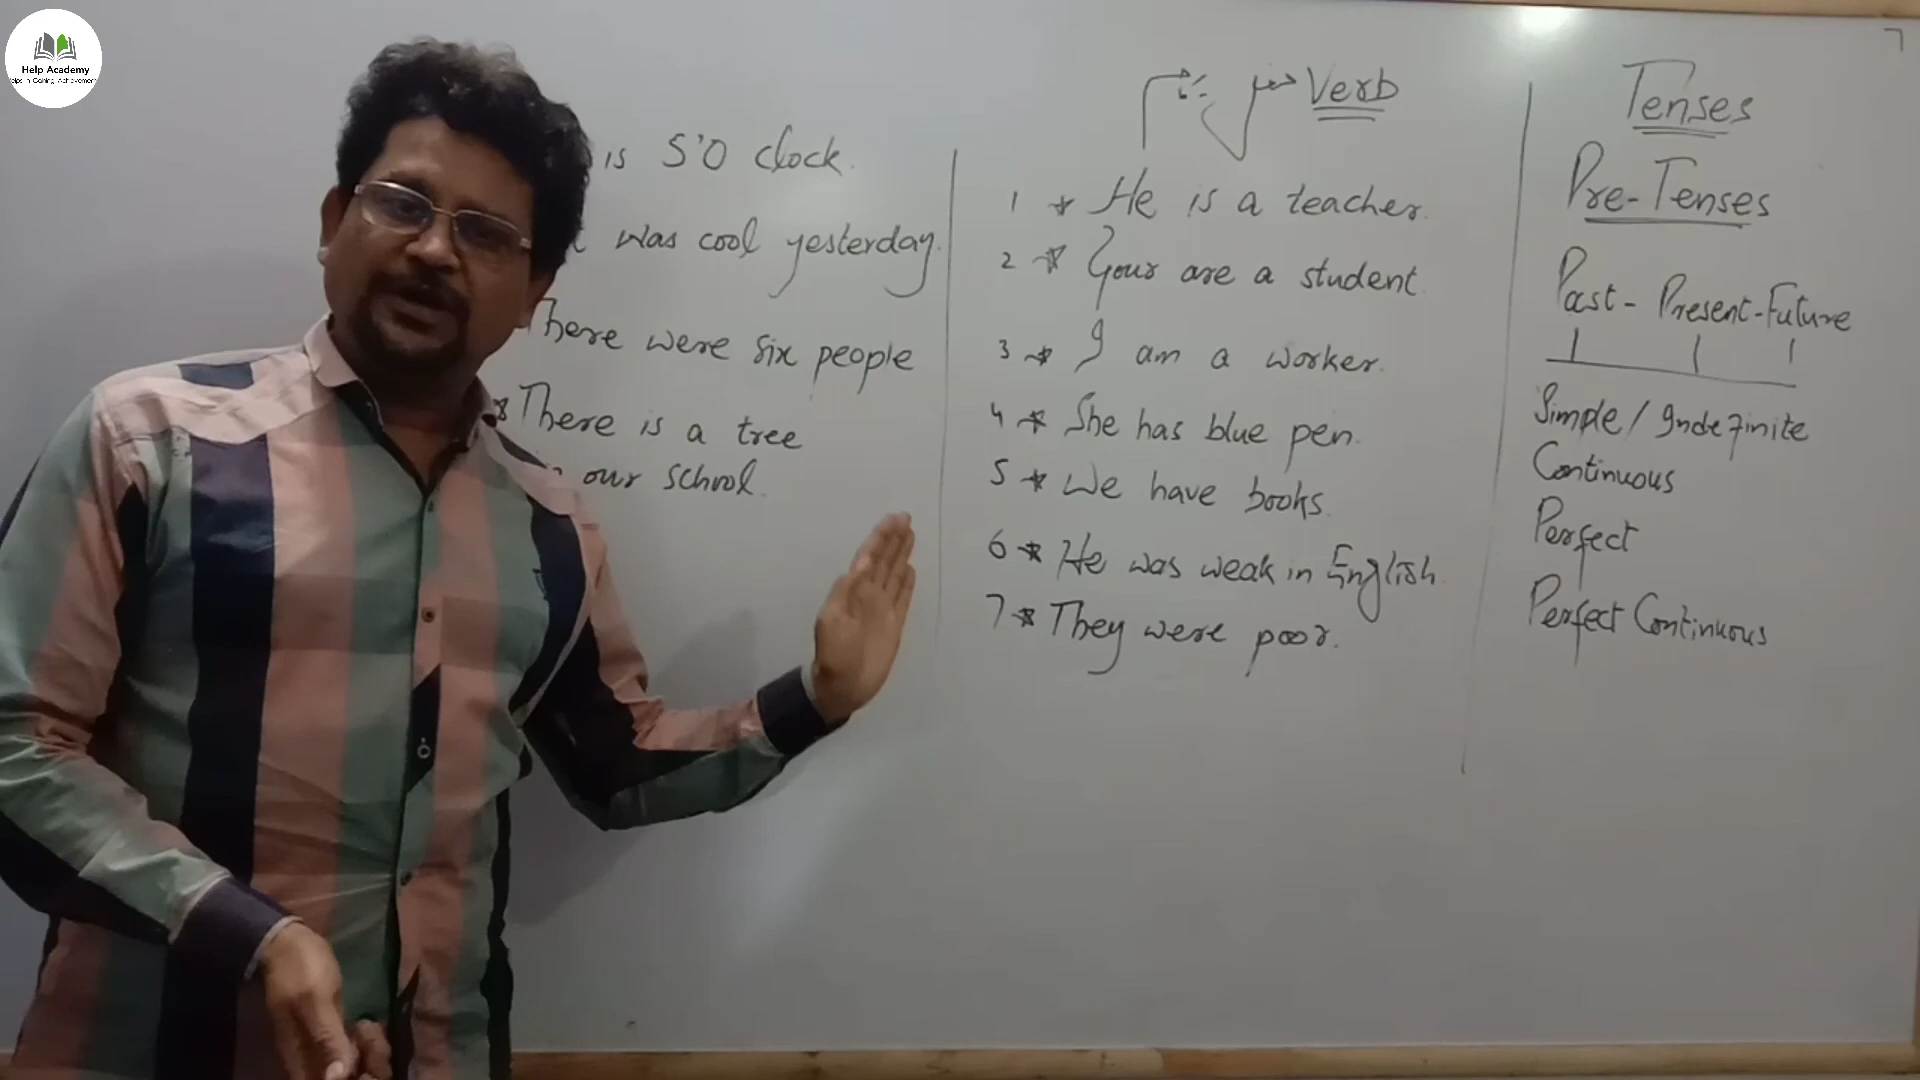 Help Academy
is 5'O clock.
was cool yesterday.
There were six people
* There is a tree
our school.
Verb
1 * He is a teacher.
2 * Your are a student.
3 * I am a worker.
4 * She has blue pen.
5 * We have books.
6 * He was weak in English.
7 * They were poor.
Tenses
Pre-Tenses
Past - Present - Future
Simple / Indefinite
Continuous
Perfect
Perfect Continuous